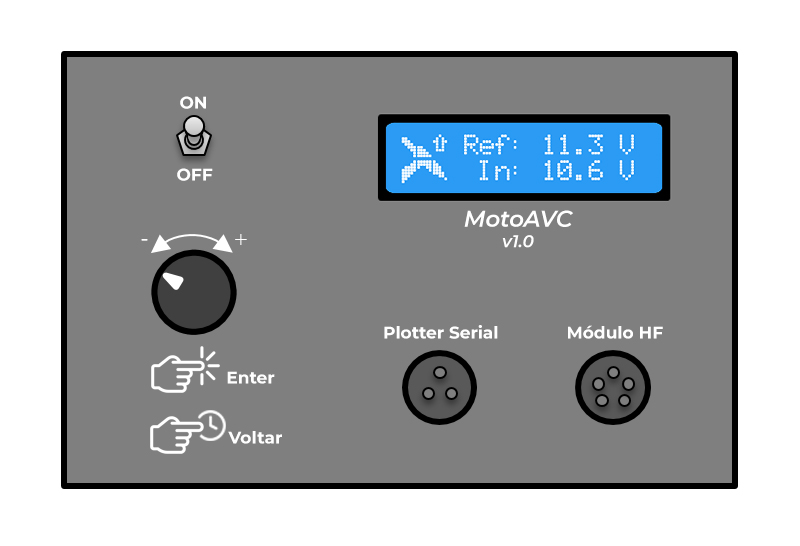 ON
OFF
Ref: 11.3 V
In: 10.6 V
MotoAVC
v1.0
- +
Enter
Voltar
Plotter Serial
Módulo HF